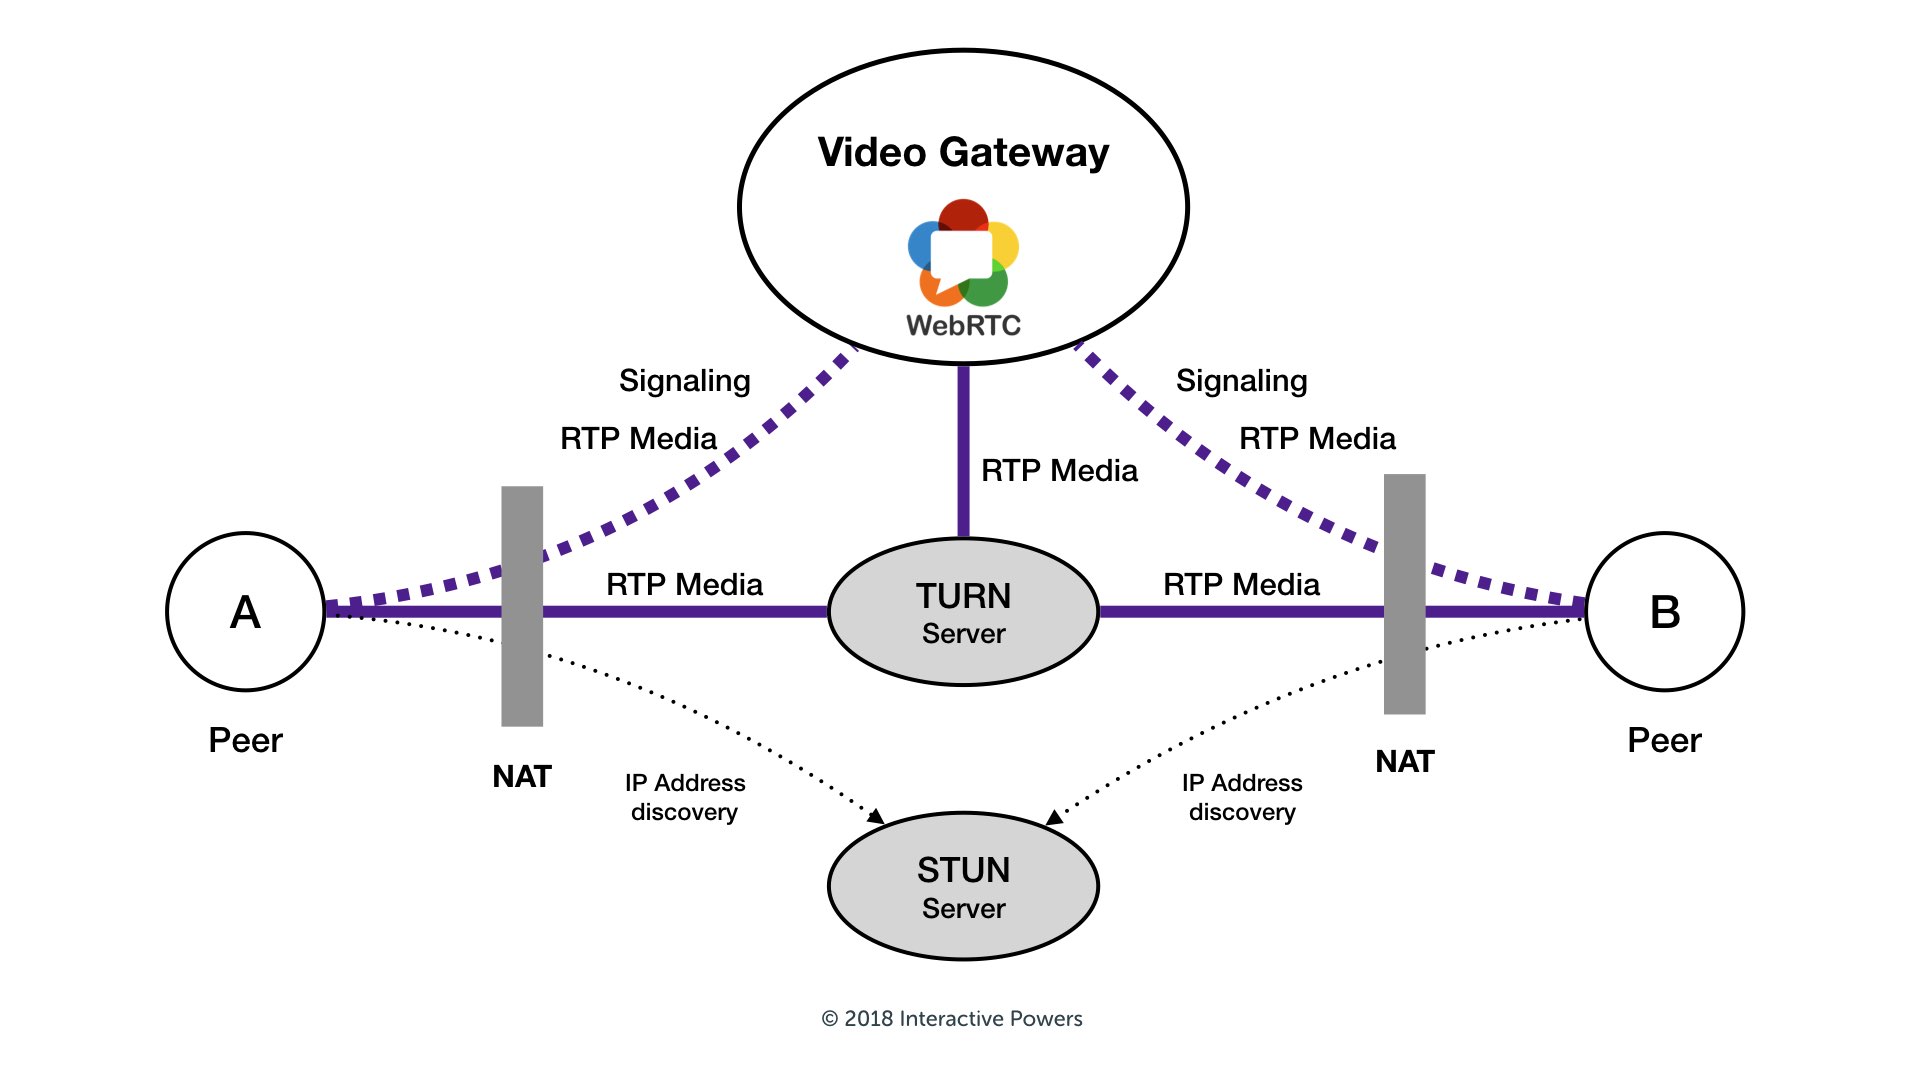 Video Gateway
WebRTC
Signaling
Signaling
RTP Media
RTP Media
RTP Media
RTP Media
RTP Media
A
TURN
Server
B
Peer
Peer
NAT
NAT
IP Address
discovery
IP Address
discovery
STUN
Server
© 2018 Interactive Powers